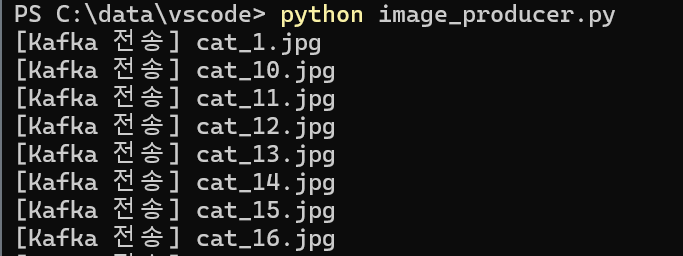 PS C:\data\vscode> python image_producer.py
[Kafka 전송] cat_1.jpg
[Kafka 전송] cat_10.jpg
[Kafka 전송] cat_11.jpg
[Kafka 전송] cat_12.jpg
[Kafka 전송] cat_13.jpg
[Kafka 전송] cat_14.jpg
[Kafka 전송] cat_15.jpg
[Kafka 전송] cat_16.jpg